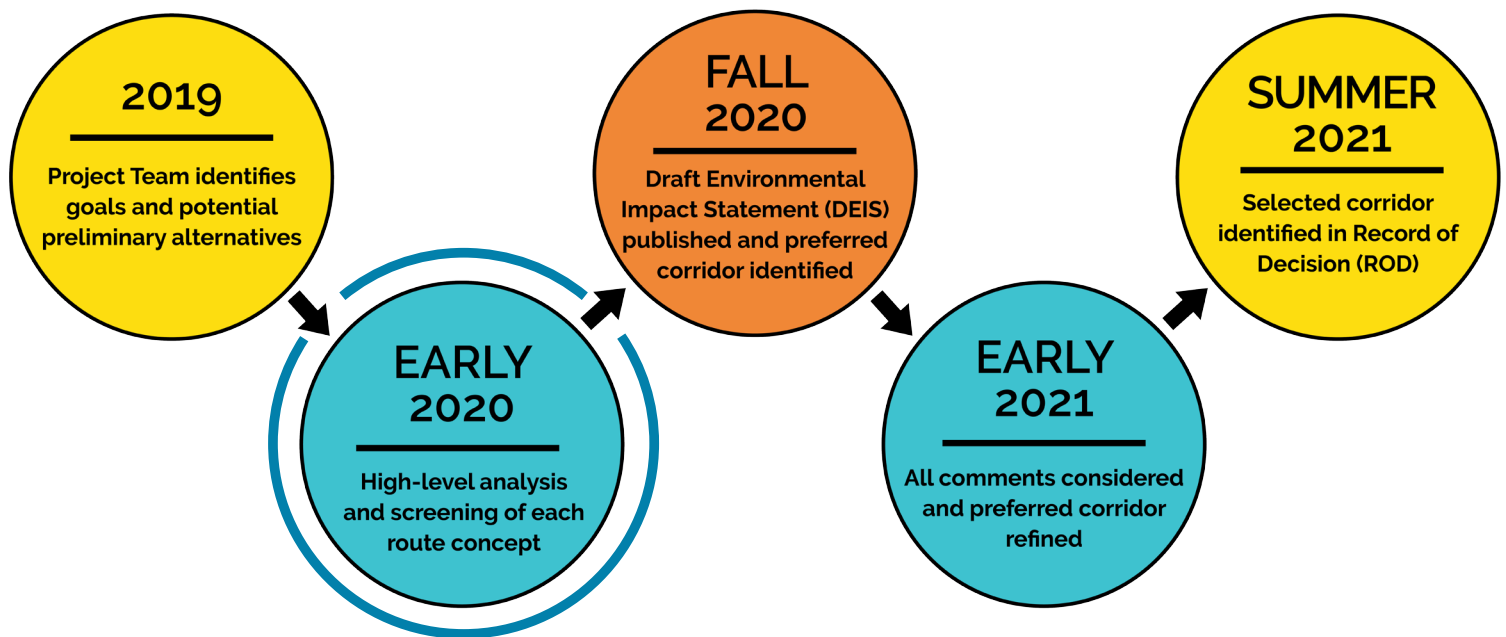 2019
Project Team identifies
goals and potential
preliminary alternatives
EARLY
2020
High-level analysis
and screening of each
route concept
FALL
2020
Draft Environmental
Impact Statement (DEIS)
published and preferred
corridor identified
EARLY
2021
All comments considered
and preferred corridor
refined
SUMMER
2021
Selected corridor
identified in Record of
Decision (ROD)